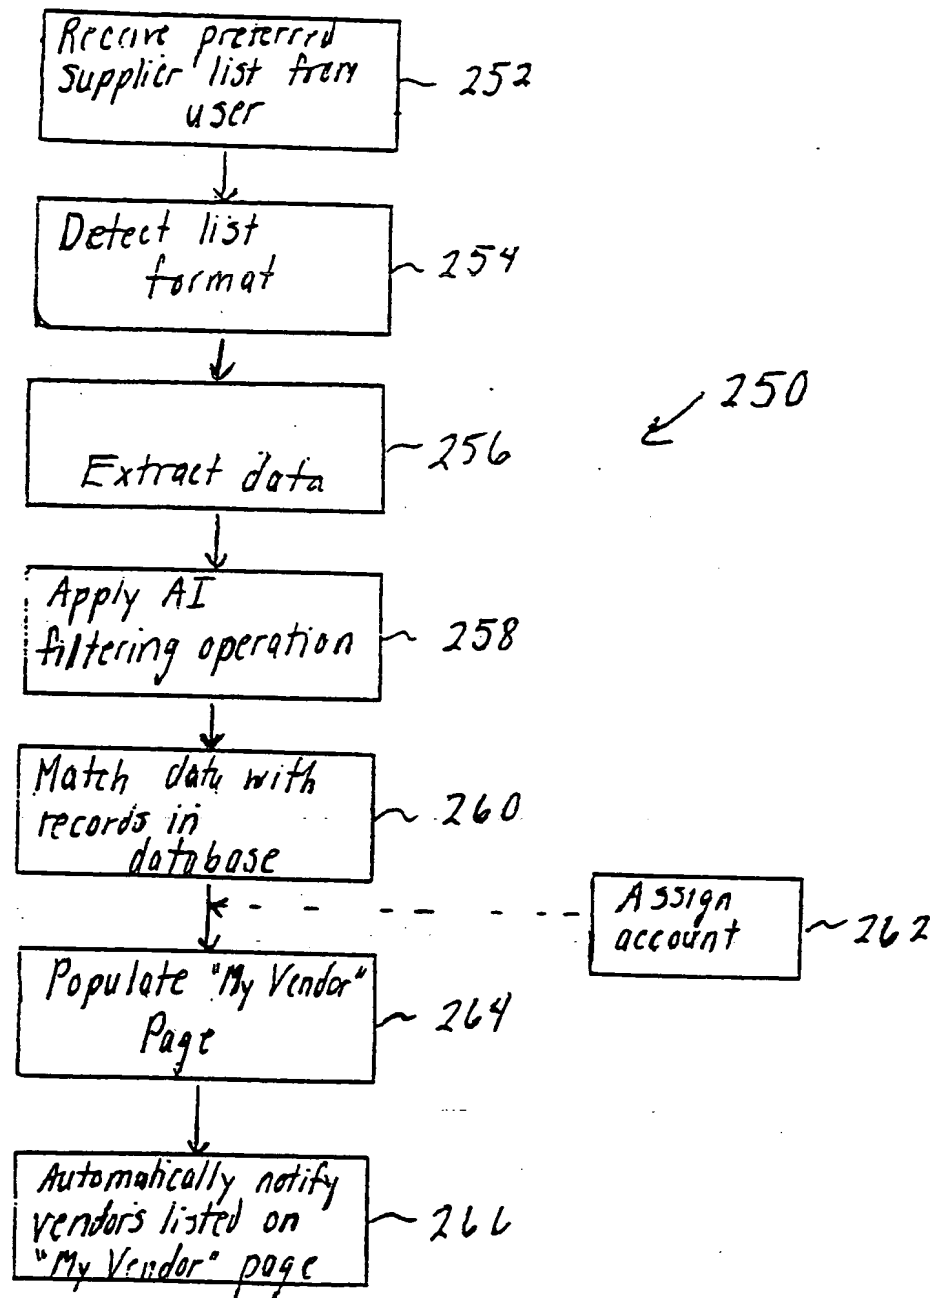 Receive preferred
supplier list from
user
252
Detect list
format
254
250
Extract data
256
Apply AI
filtering operation
258
Match data with
records in
database
260
Assign
account
262
Populate "My Vendor"
Page
264
Automatically notify
vendors listed on
"My Vendor" page
266